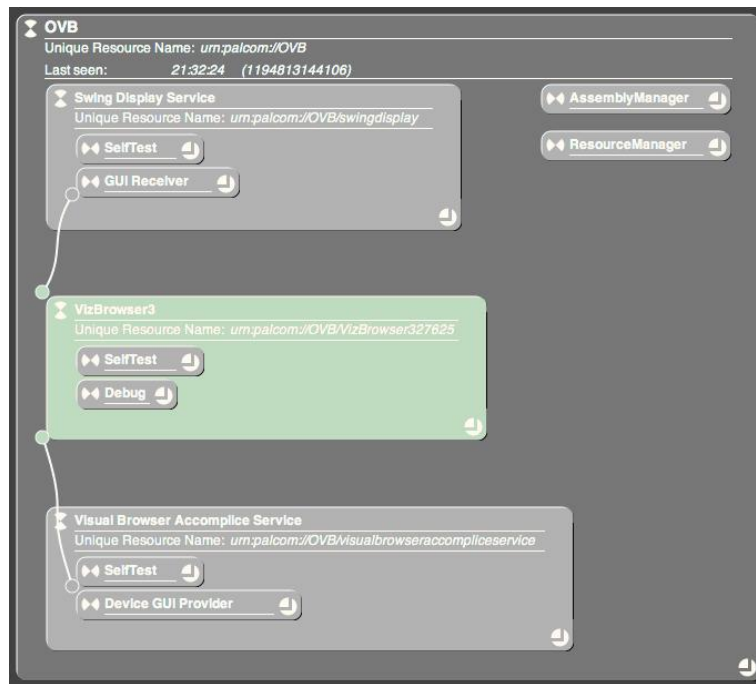 OVB
Unique Resource Name: urn:palcom://OVB
Last seen: 21:32:24 (1194813144106)
Swing Display Service
Unique Resource Name: urn:palcom://OVB/swingdisplay
SelfTest
GUI Receiver
AssemblyManager
ResourceManager
VizBrowser3
Unique Resource Name: urn:palcom://OVB/VizBrowser327625
SelfTest
Debug
Visual Browser Accomplice Service
Unique Resource Name: urn:palcom://OVB/visualbrowseraccompliceservice
SelfTest
Device GUI Provider